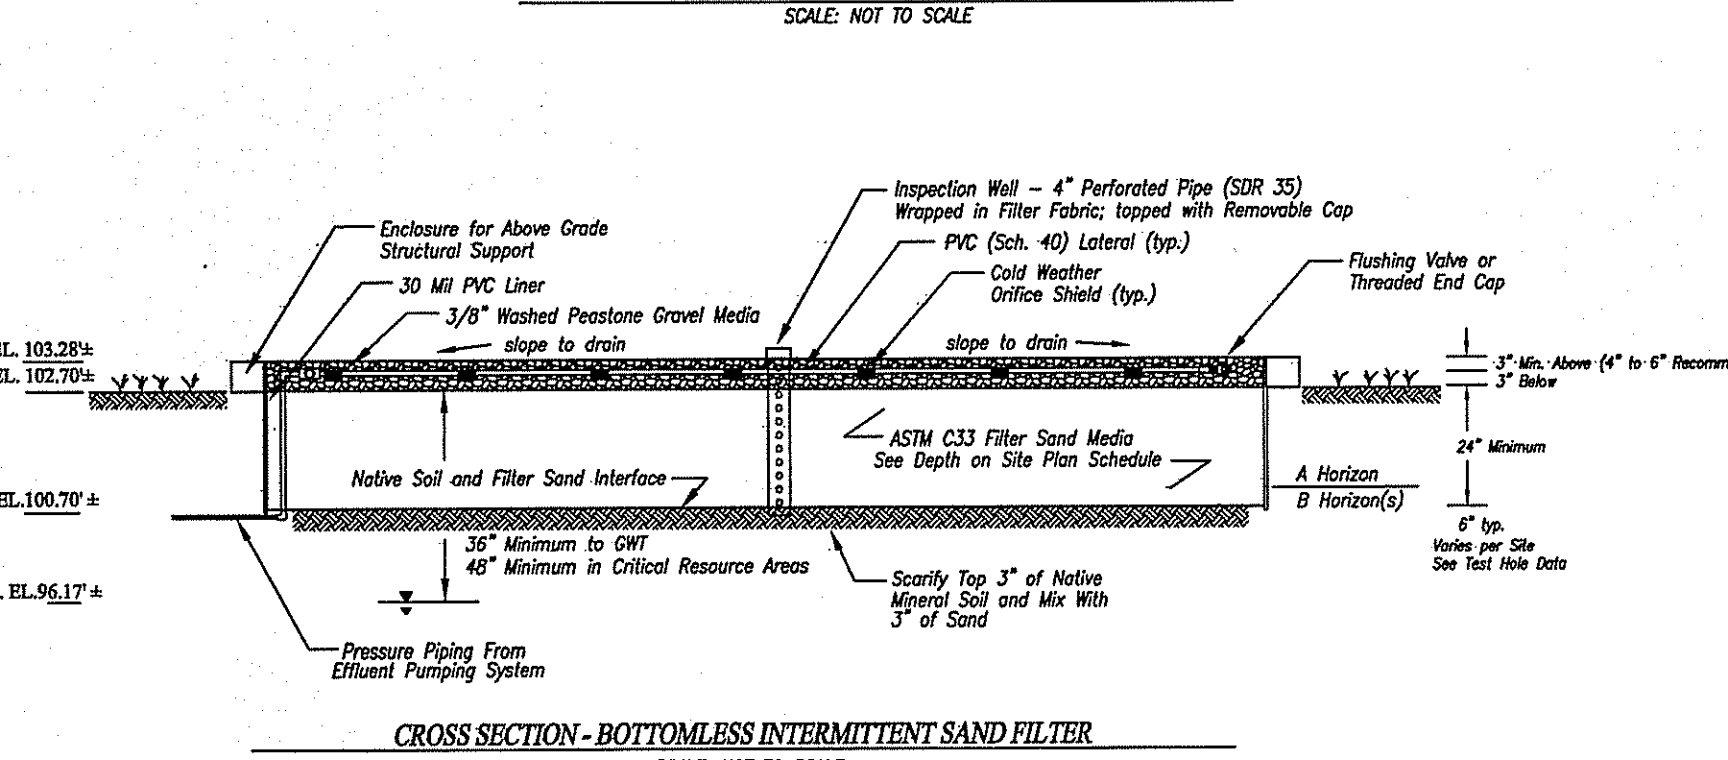 SCALE: NOT TO SCALE
Inspection Well - 4" Perforated Pipe (SDR 35)
Wrapped in Filter Fabric; topped with Removable Cap
Enclosure for Above Grade
Structural Support
PVC (Sch. 40) Lateral (typ.)
Cold Weather
Orifice Shield (typ.)
Flushing Valve or
Threaded End Cap
30 Mil PVC Liner
3/8" Washed Peastone Gravel Media
slope to drain
slope to drain
EL. 103.28'±
EL. 102.70'±
3" Min. Above (4" to 6" Recomm
3" Below
ASTM C33 Filter Sand Media
See Depth on Site Plan Schedule
24" Minimum
Native Soil and Filter Sand Interface
A Horizon
B Horizon(s)
EL.100.70' ±
6" typ.
Varies per Site
See Test Hole Data
36" Minimum to GWT
48" Minimum in Critical Resource Areas
Scarify Top 3" of Native
Mineral Soil and Mix With
3" of Sand
. EL.96.17' ±
Pressure Piping From
Effluent Pumping System
CROSS SECTION - BOTTOMLESS INTERMITTENT SAND FILTER